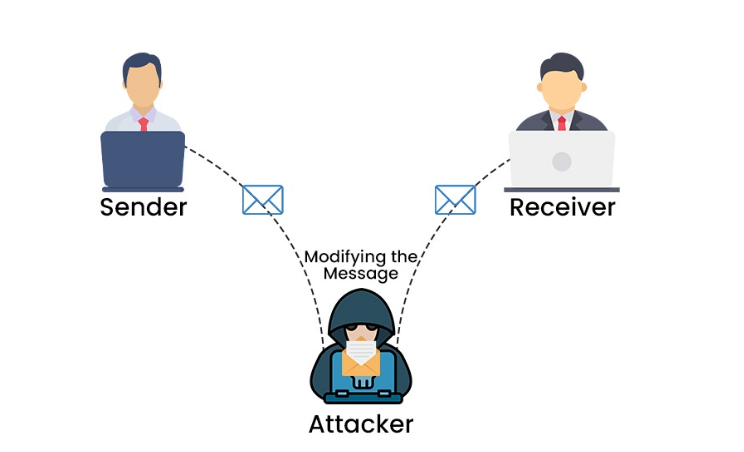 Sender
Receiver
Modifying the
Message
Attacker